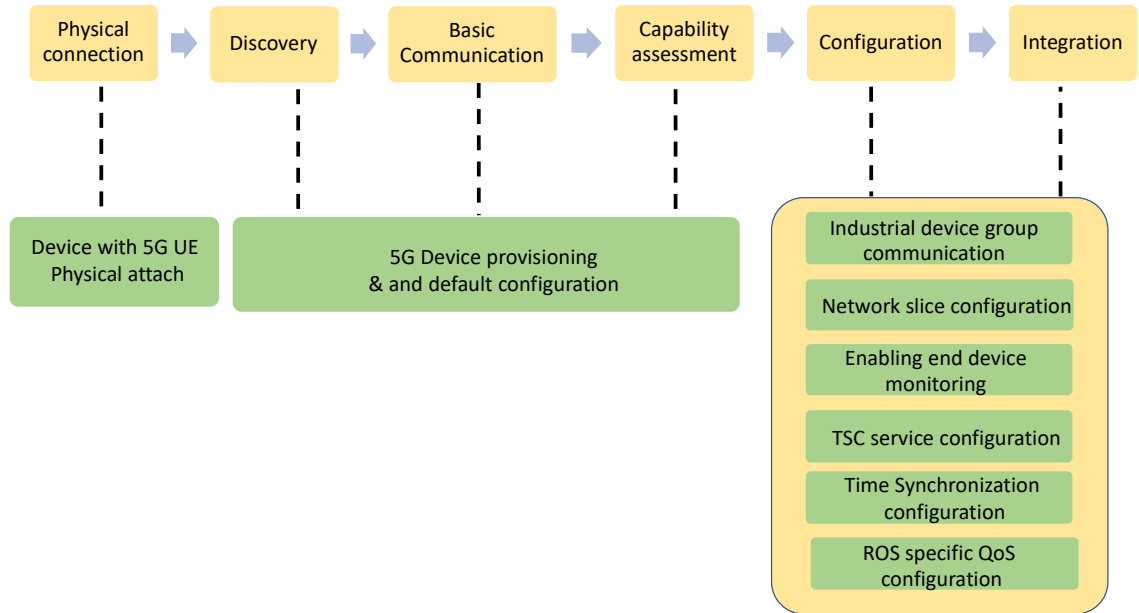 Physical
connection
Discovery
Basic
Communication
Capability
assessment
Configuration
Integration
Device with 5G UE
Physical attach
5G Device provisioning
& and default configuration
Industrial device group
communication
Network slice configuration
Enabling end device
monitoring
TSC service configuration
Time Synchronization
configuration
ROS specific QoS
configuration